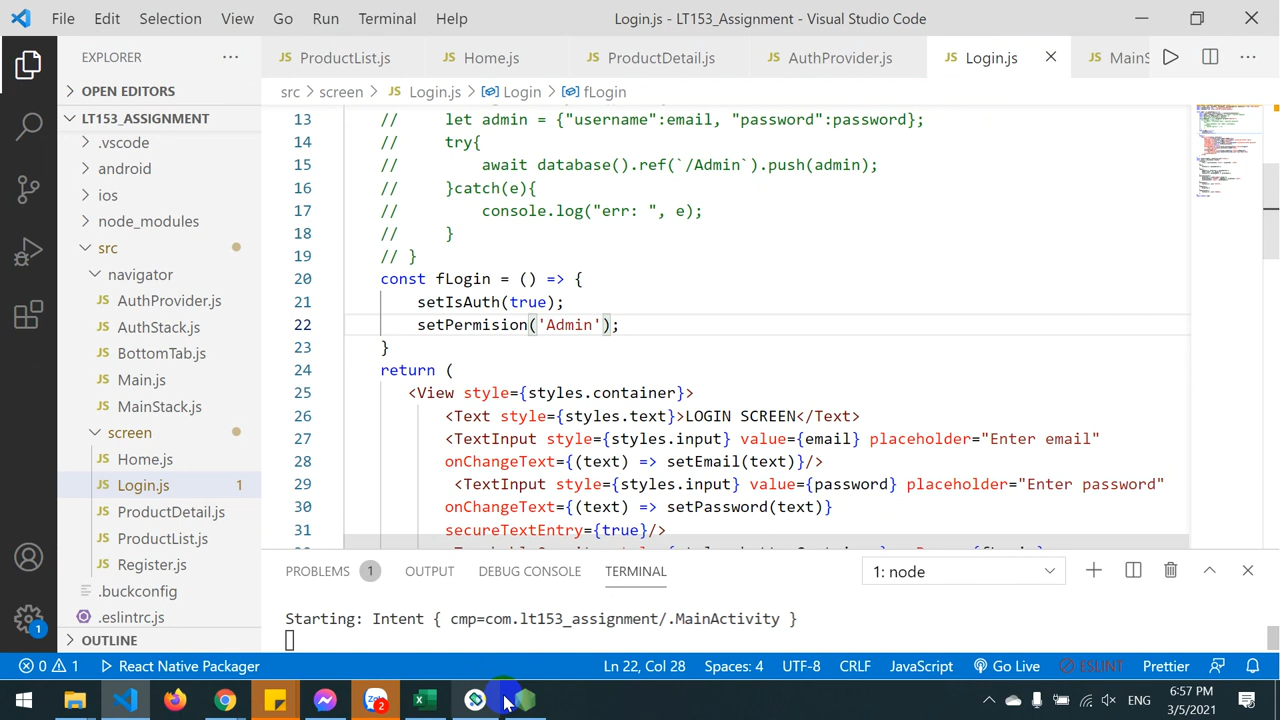 File Edit Selection View Go Run Terminal Help
Login.js - LT153_Assignment - Visual Studio Code
EXPLORER
JS ProductList.js JS Home.js JS ProductDetail.js JS AuthProvider.js JS Login.js JS MainS
OPEN EDITORS
src > screen > JS Login.js > Login > fLogin
LT153_ASSIGNMENT
.vscode
android
ios
node_modules
src
navigator
JS AuthProvider.js
JS AuthStack.js
JS BottomTab.js
JS Main.js
JS MainStack.js
screen
JS Home.js
JS Login.js 1
JS ProductDetail.js
JS ProductList.js
JS Register.js
.buckconfig
.eslintrc.js
OUTLINE
13 // let admin = {"username":email, "password":password};
14 // try{
15 // await database().ref(`/Admin`).push(admin);
16 // }catch(e){
17 // console.log("err: ", e);
18 // }
19 // }
20 const fLogin = () => {
21 setIsAuth(true);
22 setPermision('Admin');
23 }
24 return (
25 <View style={styles.container}>
26 <Text style={styles.text}>LOGIN SCREEN</Text>
27 <TextInput style={styles.input} value={email} placeholder="Enter email"
28 onChangeText={(text) => setEmail(text)}/>
29 <TextInput style={styles.input} value={password} placeholder="Enter password"
30 onChangeText={(text) => setPassword(text)}
31 secureTextEntry={true}/>
PROBLEMS 1 OUTPUT DEBUG CONSOLE TERMINAL 1: node
Starting: Intent { cmp=com.lt153_assignment/.MainActivity }
0 1 React Native Packager Ln 22, Col 28 Spaces: 4 UTF-8 CRLF JavaScript Go Live ESLINT Prettier
1
2
ENG
6:57 PM
3/5/2021